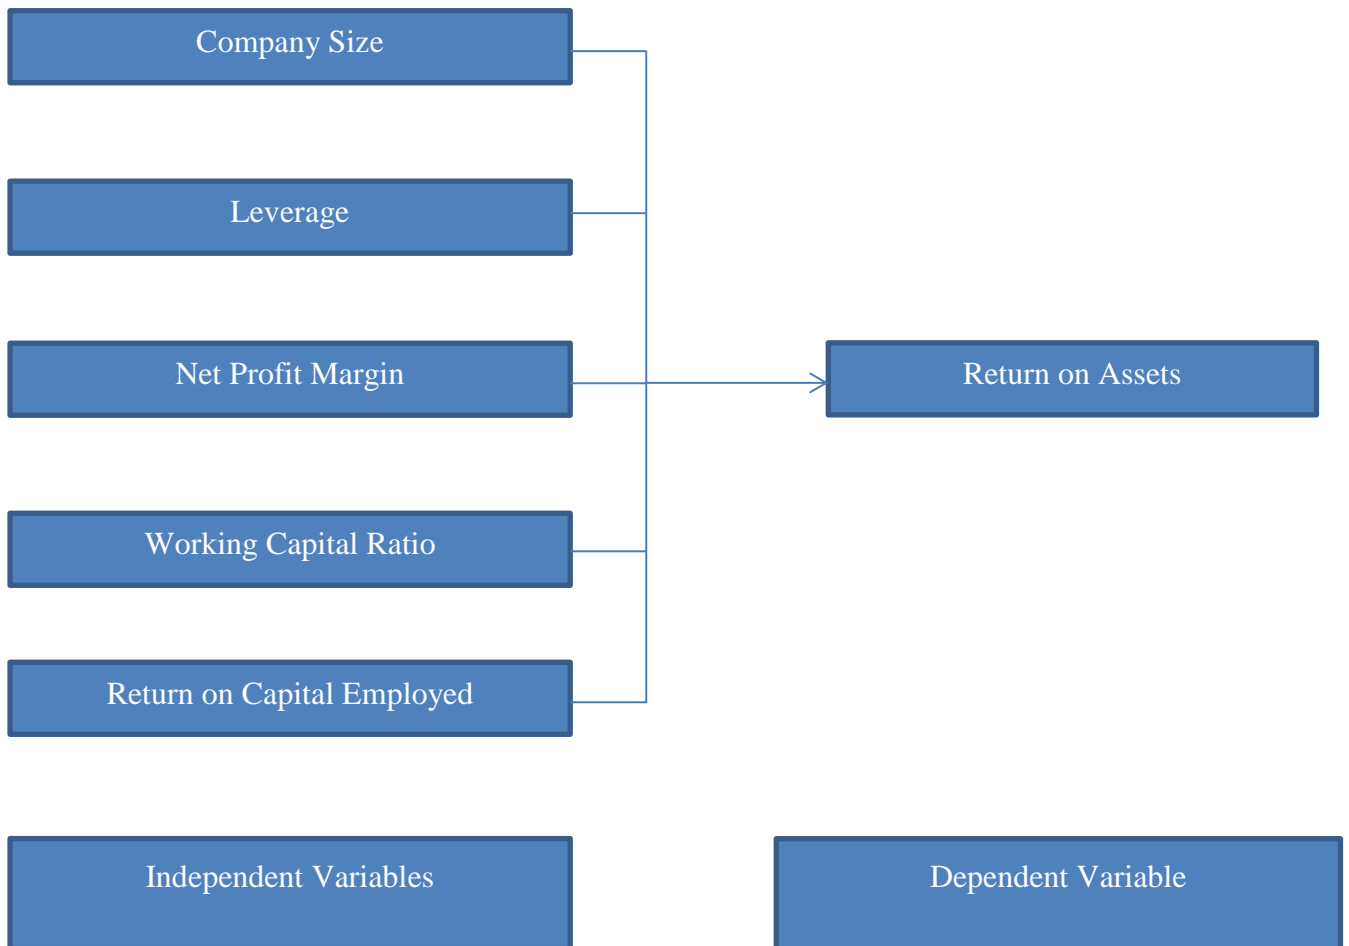 Company Size
Leverage
Net Profit Margin
Return on Assets
Working Capital Ratio
Return on Capital Employed
Independent Variables
Dependent Variable